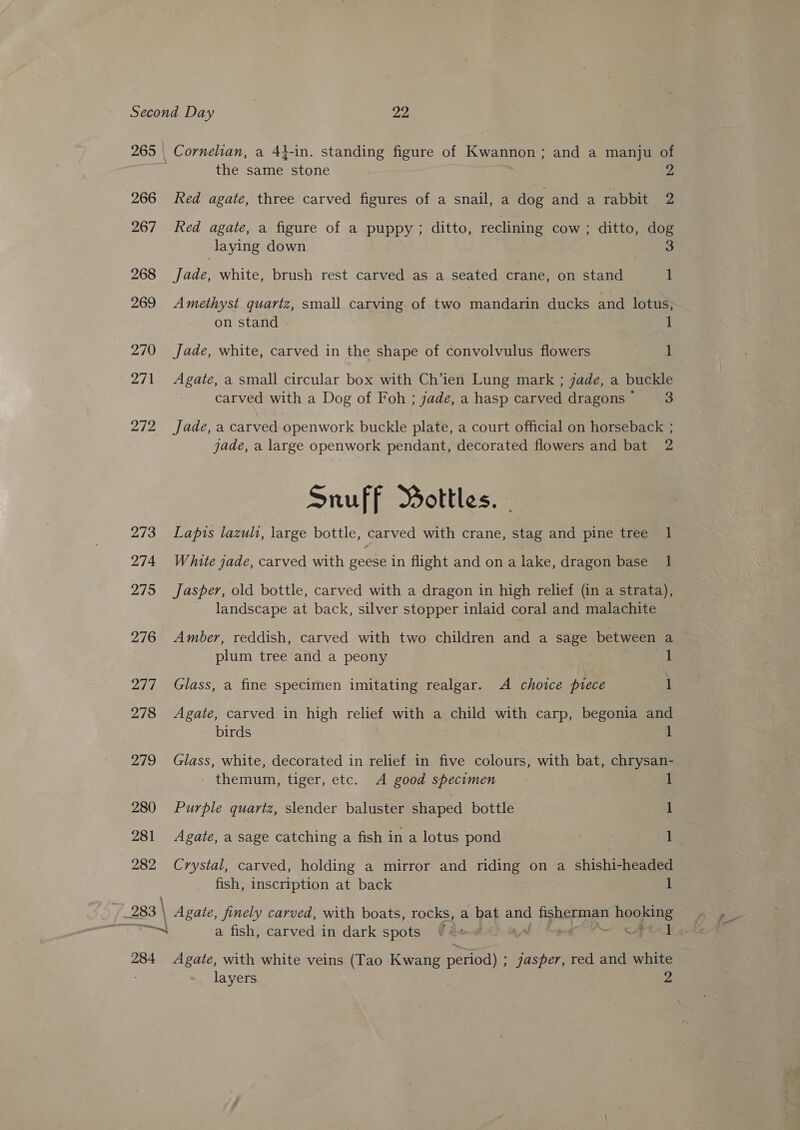 Second Day 22
265 Cornelian, a 4¼-in. standing figure of Kwannon ; and a manju of
the same stone 2
266 Red agate, three carved figures of a snail, a dog and a rabbit 2
267 Red agate, a figure of a puppy ; ditto, reclining cow ; ditto, dog
laying down 3
268 Jade, white, brush rest carved as a seated crane, on stand 1
269 Amethyst quartz, small carving of two mandarin ducks and lotus,
on stand 1
270 Jade, white, carved in the shape of convolvulus flowers 1
271 Agate, a small circular box with Ch'ien Lung mark ; jade, a buckle
carved with a Dog of Foh ; jade, a hasp carved dragons 3
272 Jade, a carved openwork buckle plate, a court official on horseback ;
jade, a large openwork pendant, decorated flowers and bat 2
Snuff Bottles.
273 Lapis lazuli, large bottle, carved with crane, stag and pine tree 1
274 White jade, carved with geese in flight and on a lake, dragon base 1
275 Jasper, old bottle, carved with a dragon in high relief (in a strata),
landscape at back, silver stopper inlaid coral and malachite
276 Amber, reddish, carved with two children and a sage between a
plum tree and a peony 1
277 Glass, a fine specimen imitating realgar. A choice piece 1
278 Agate, carved in high relief with a child with carp, begonia and
birds 1
279 Glass, white, decorated in relief in five colours, with bat, chrysan-
themum, tiger, etc. A good specimen 1
280 Purple quartz, slender baluster shaped bottle 1
281 Agate, a sage catching a fish in a lotus pond 1
282 Crystal, carved, holding a mirror and riding on a shishi-headed
fish, inscription at back 1
283 Agate, finely carved, with boats, rocks, a bat and fisherman hooking
a fish, carved in dark spots 1
284 Agate, with white veins (Tao Kwang period) ; jasper, red and white
layers 2